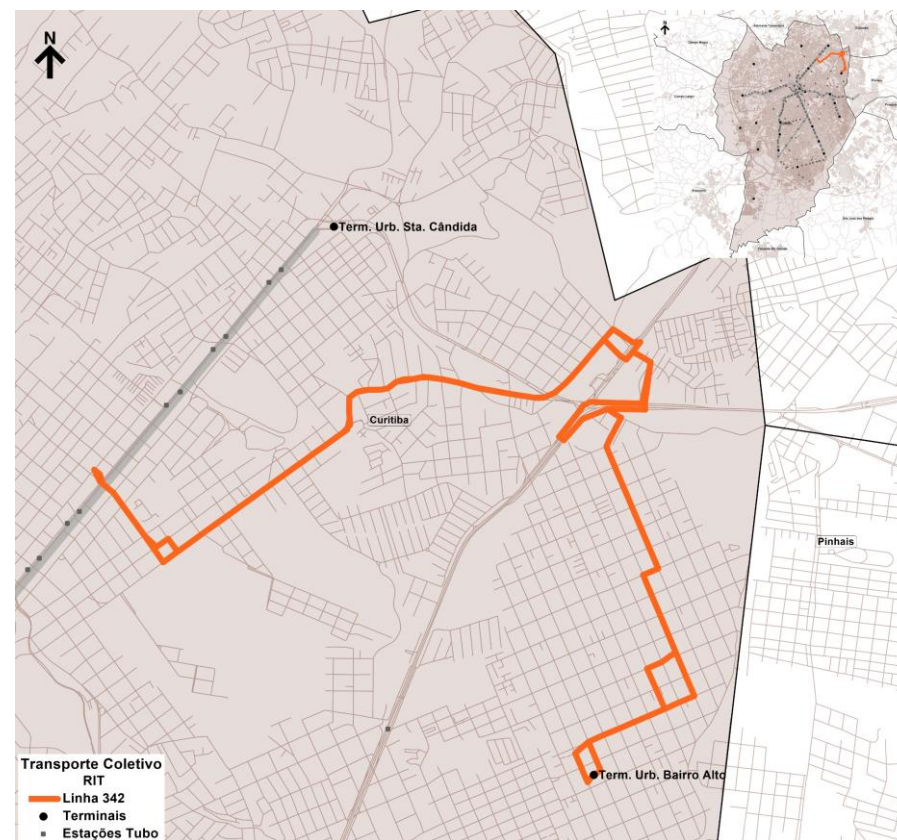 N
N
Term. Urb. Sta. Cândida
Curitiba
Pinhais
Term. Urb. Bairro Alto
Transporte Coletivo
RIT
Linha 342
Terminais
Estações Tubo